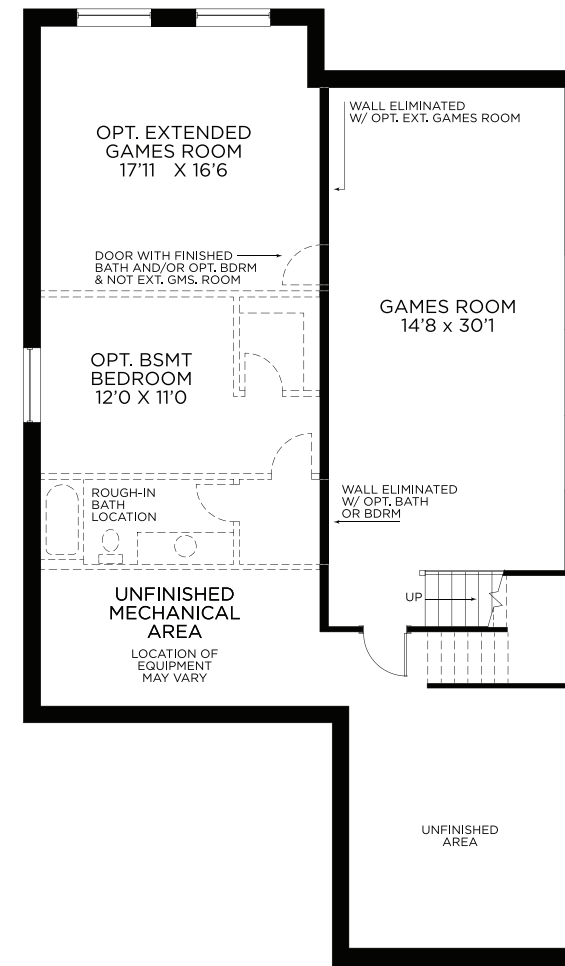 WALL ELIMINATED
W/ OPT. EXT. GAMES ROOM
OPT. EXTENDED
GAMES ROOM
17'11 X 16'6
DOOR WITH FINISHED
BATH AND/OR OPT. BDRM
& NOT EXT. GMS. ROOM
GAMES ROOM
14'8 x 30'1
OPT. BSMT
BEDROOM
12'0 X 11'0
ROUGH-IN
BATH
LOCATION
WALL ELIMINATED
W/ OPT. BATH
OR BDRM
UP
UNFINISHED
MECHANICAL
AREA
LOCATION OF
EQUIPMENT
MAY VARY
UNFINISHED
AREA